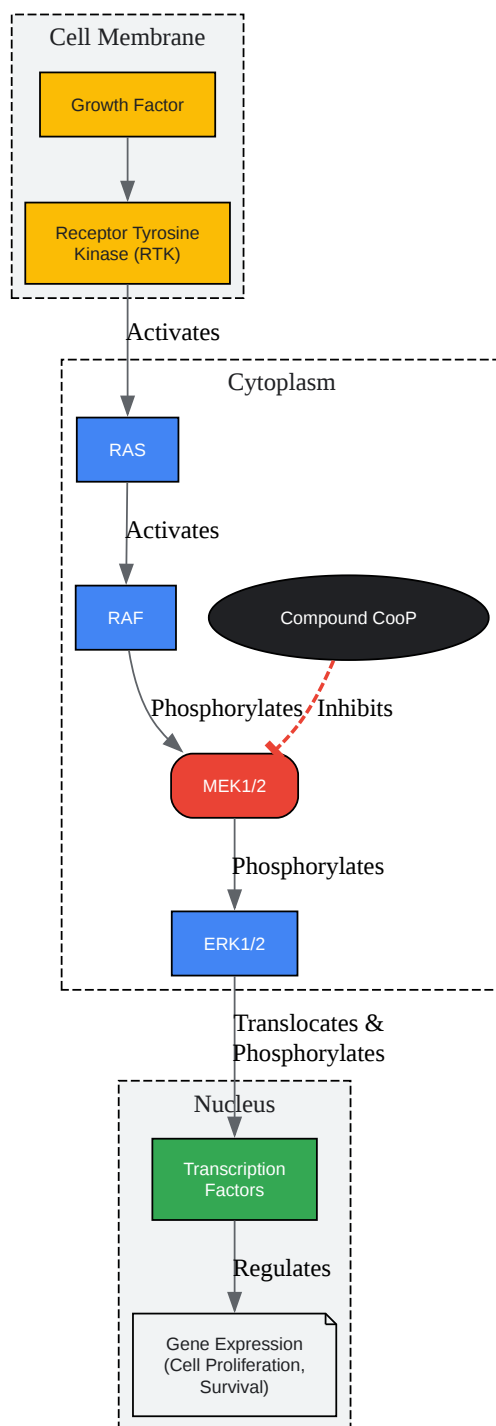 Cell Membrane
Growth Factor
Receptor Tyrosine
Kinase (RTK)
Activates
Cytoplasm
RAS
Activates
RAF
Compound CooP
Phosphorylates
Inhibits
MEK1/2
Phosphorylates
ERK1/2
Translocates &
Phosphorylates
Nucleus
Transcription
Factors
Regulates
Gene Expression
(Cell Proliferation,
Survival)